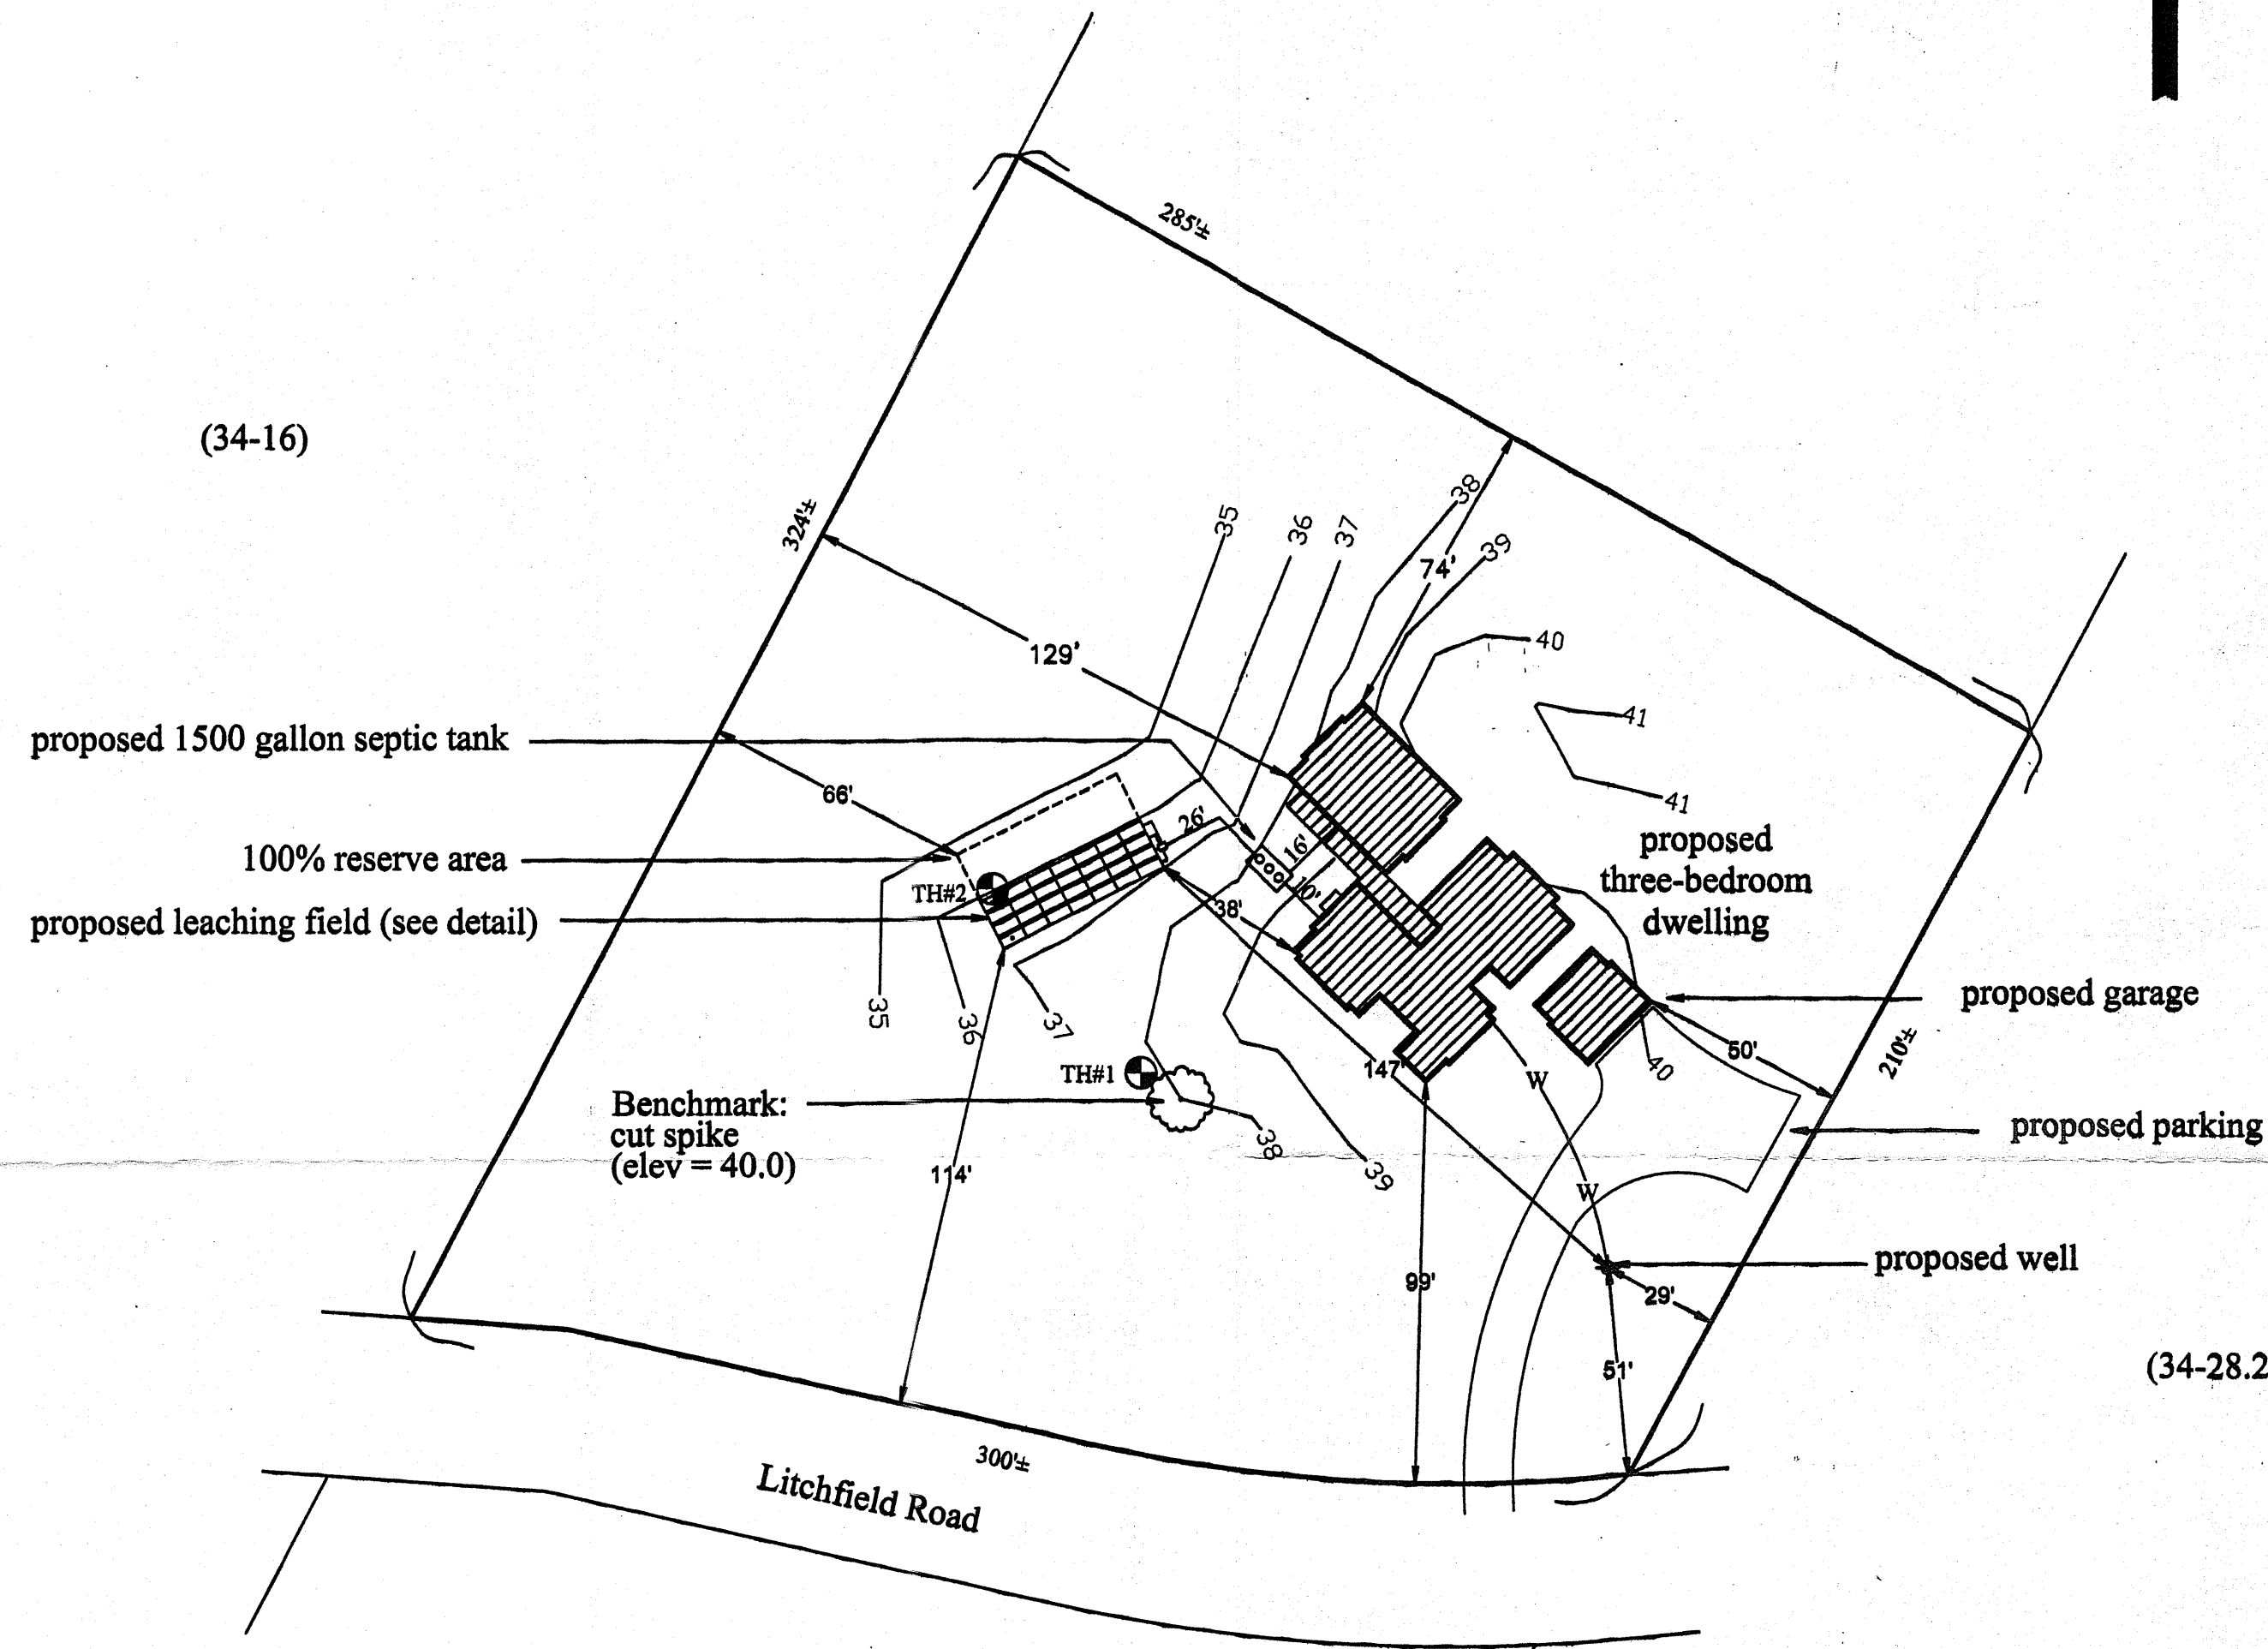 285'±
(34-16)
324'±
35
36
37
38
39
74'
40
129'
41
41
proposed 1500 gallon septic tank
66'
26'
16'
10'
38'
proposed
three-bedroom
dwelling
100% reserve area
TH#2
proposed leaching field (see detail)
proposed garage
35
36
37
50'
40
210'±
147'
W
TH#1
Benchmark:
cut spike
(elev = 40.0)
38
39
proposed parking
114'
W
proposed well
99'
29'
51'
(34-28.2
300'±
Litchfield Road